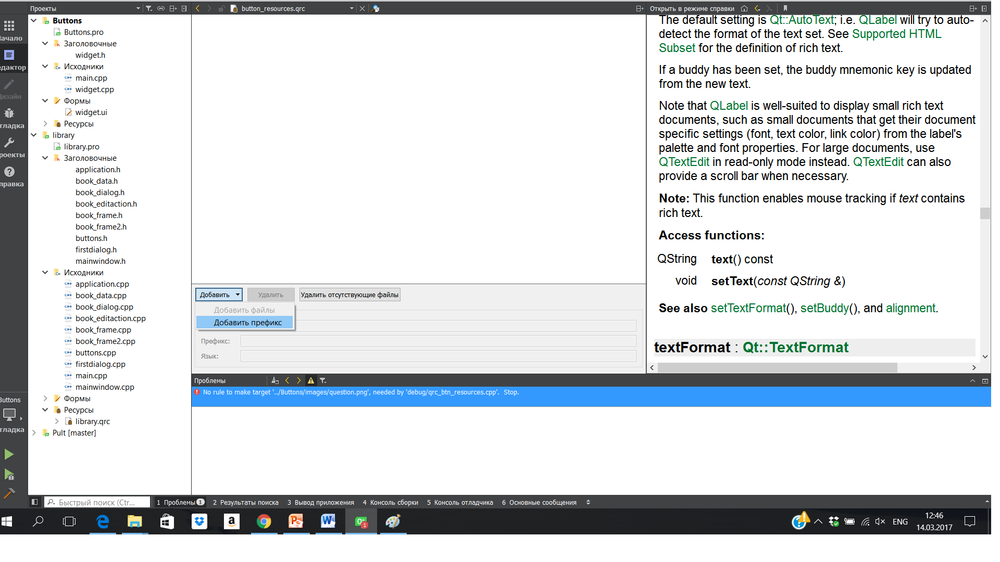 Проекты
button_resources.qrc
Открыть в режиме справки
Начало
Редактор
Дизайн
Отладка
Проекты
Справка
Buttons
Отладка
Buttons
Buttons.pro
Заголовочные
widget.h
Исходники
main.cpp
widget.cpp
Формы
widget.ui
Ресурсы
library
library.pro
Заголовочные
application.h
book_data.h
book_dialog.h
book_editaction.h
book_frame.h
book_frame2.h
buttons.h
firstdialog.h
mainwindow.h
Исходники
application.cpp
book_data.cpp
book_dialog.cpp
book_editaction.cpp
book_frame.cpp
book_frame2.cpp
buttons.cpp
firstdialog.cpp
main.cpp
mainwindow.cpp
Формы
Ресурсы
library.qrc
Pult [master]
Добавить
Удалить
Удалить отсутствующие файлы
Добавить файлы
Добавить префикс
Префикс:
Язык:
The default setting is Qt::AutoText; i.e. QLabel will try to auto-
detect the format of the text set. See Supported HTML
Subset for the definition of rich text.
If a buddy has been set, the buddy mnemonic key is updated
from the new text.
Note that QLabel is well-suited to display small rich text
documents, such as small documents that get their document
specific settings (font, text color, link color) from the label's
palette and font properties. For large documents, use
QTextEdit in read-only mode instead. QTextEdit can also
provide a scroll bar when necessary.
Note: This function enables mouse tracking if text contains
rich text.
Access functions:
QString text() const
void setText(const QString &)
See also setTextFormat(), setBuddy(), and alignment.
textFormat : Qt::TextFormat
Проблемы
No rule to make target '../Buttons/images/question.png', needed by 'debug/qrc_btn_resources.cpp'. Stop.
Быстрый поиск (Ctr...
1 Проблемы 1
2 Результаты поиска
3 Вывод приложения
4 Консоль сборки
5 Консоль отладчика
6 Основные сообщения
ENG
12:46
14.03.2017